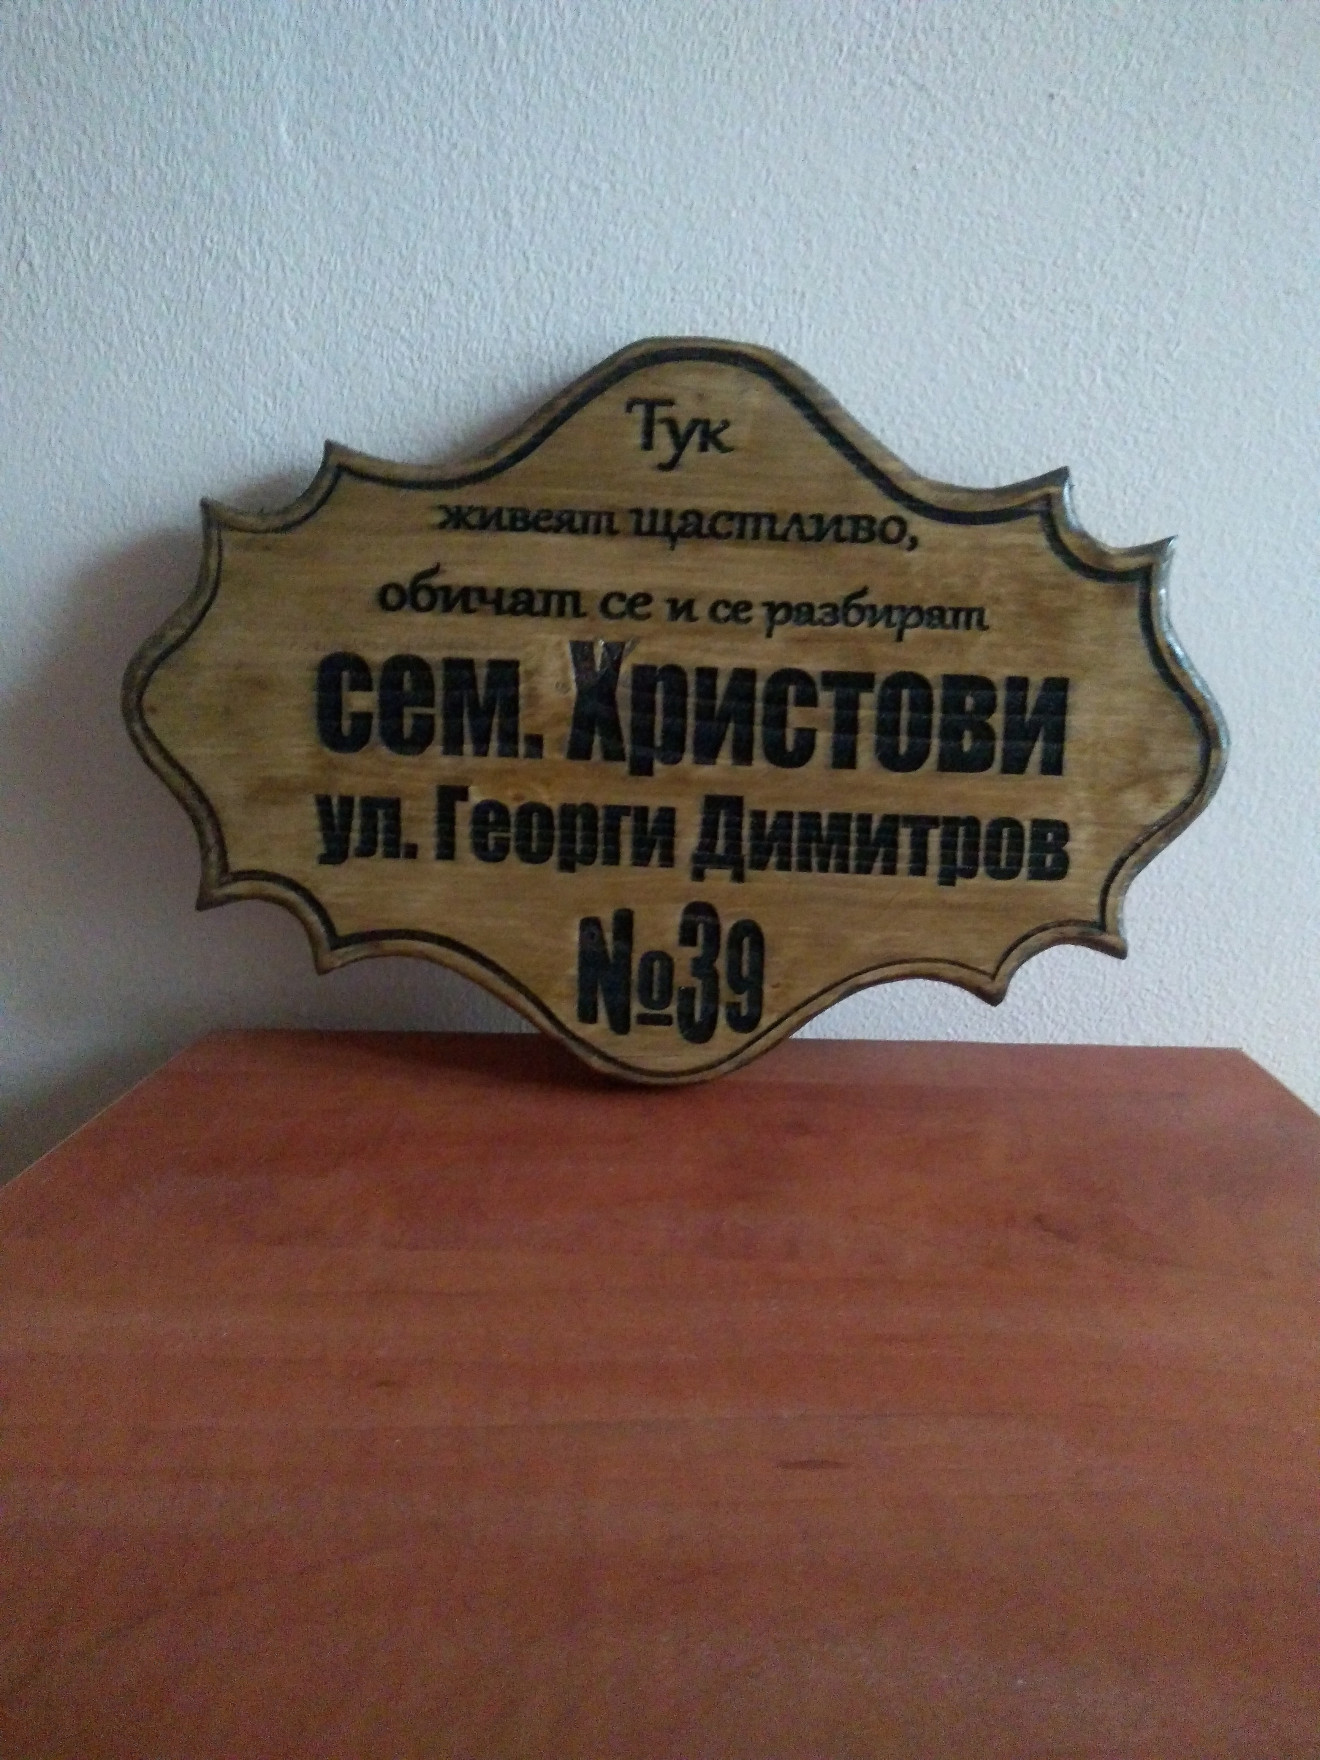 Тук
живеят щастливо,
обичат се и се разбират
сем. Христови
ул. Георги Димитров
№39